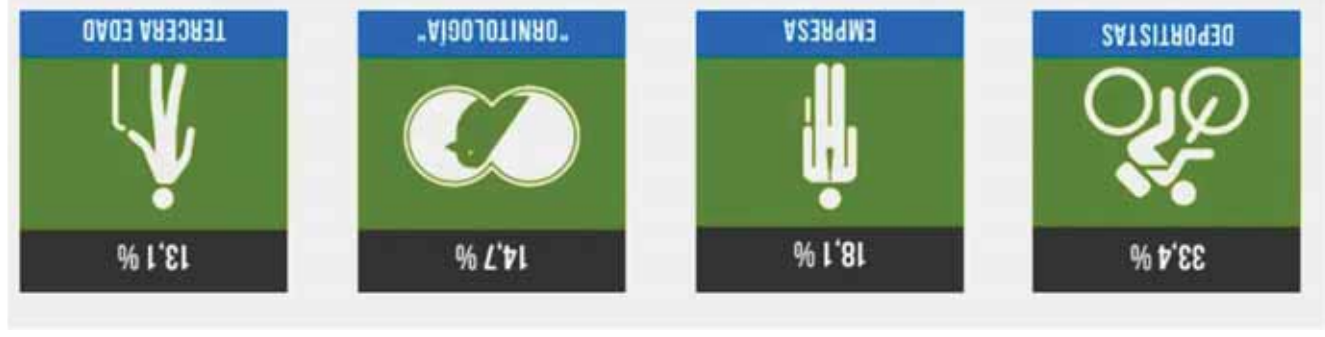 33,4 %
DEPORTISTAS
18,1 %
EMPRESA
14,7 %
"ORNITOLOGÍA"
13,1 %
TERCERA EDAD